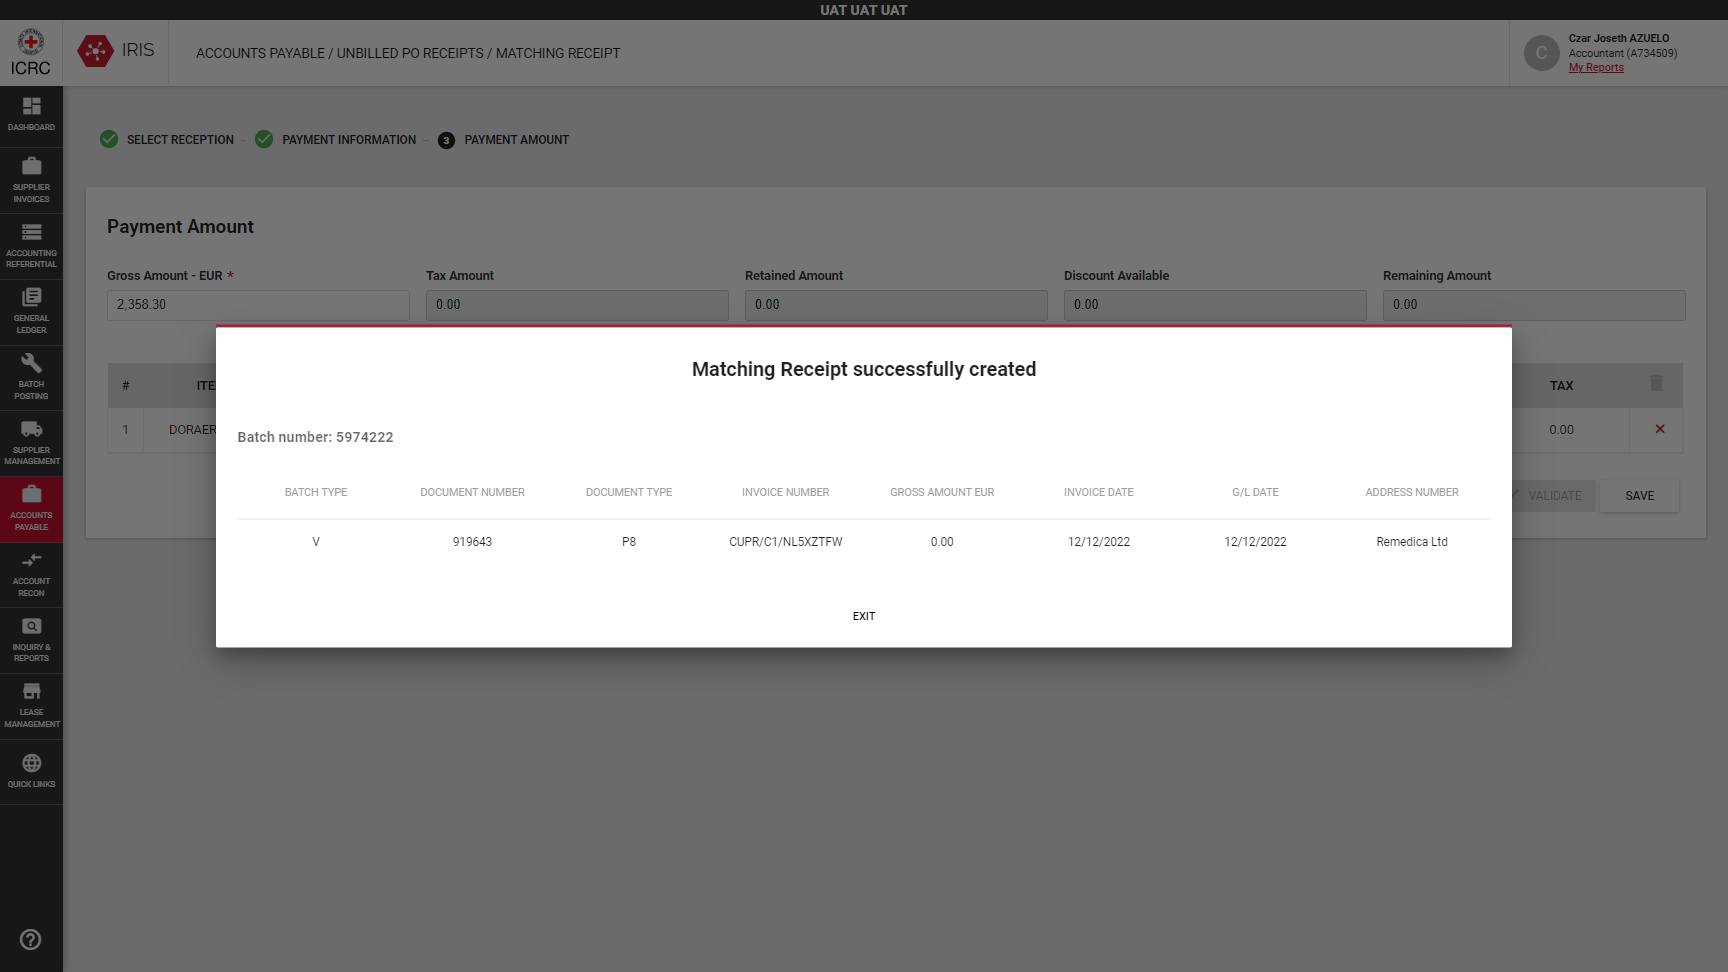 UAT UAT UAT
ICRC
IRIS
ACCOUNTS PAYABLE / UNBILLED PO RECEIPTS / MATCHING RECEIPT
C
Czar Joseth AZUELO
Accountant (A734509)
My Reports
DASHBOARD
SUPPLIER
INVOICES
ACCOUNTING
REFERENTIAL
GENERAL
LEDGER
BATCH
POSTING
SUPPLIER
MANAGEMENT
ACCOUNTS
PAYABLE
ACCOUNT
RECON
INQUIRY &
REPORTS
LEASE
MANAGEMENT
QUICK LINKS
SELECT RECEPTION - PAYMENT INFORMATION - 3 PAYMENT AMOUNT
Payment Amount
Gross Amount - EUR * Tax Amount Retained Amount Discount Available Remaining Amount
2,358.30 0.00 0.00 0.00 0.00
# ITE TAX
1 DORAER 0.00
VALIDATE SAVE
Matching Receipt successfully created
Batch number: 5974222
BATCH TYPE DOCUMENT NUMBER DOCUMENT TYPE INVOICE NUMBER GROSS AMOUNT EUR INVOICE DATE G/L DATE ADDRESS NUMBER
V 919643 P8 CUPR/C1/NL5XZTFW 0.00 12/12/2022 12/12/2022 Remedica Ltd
EXIT